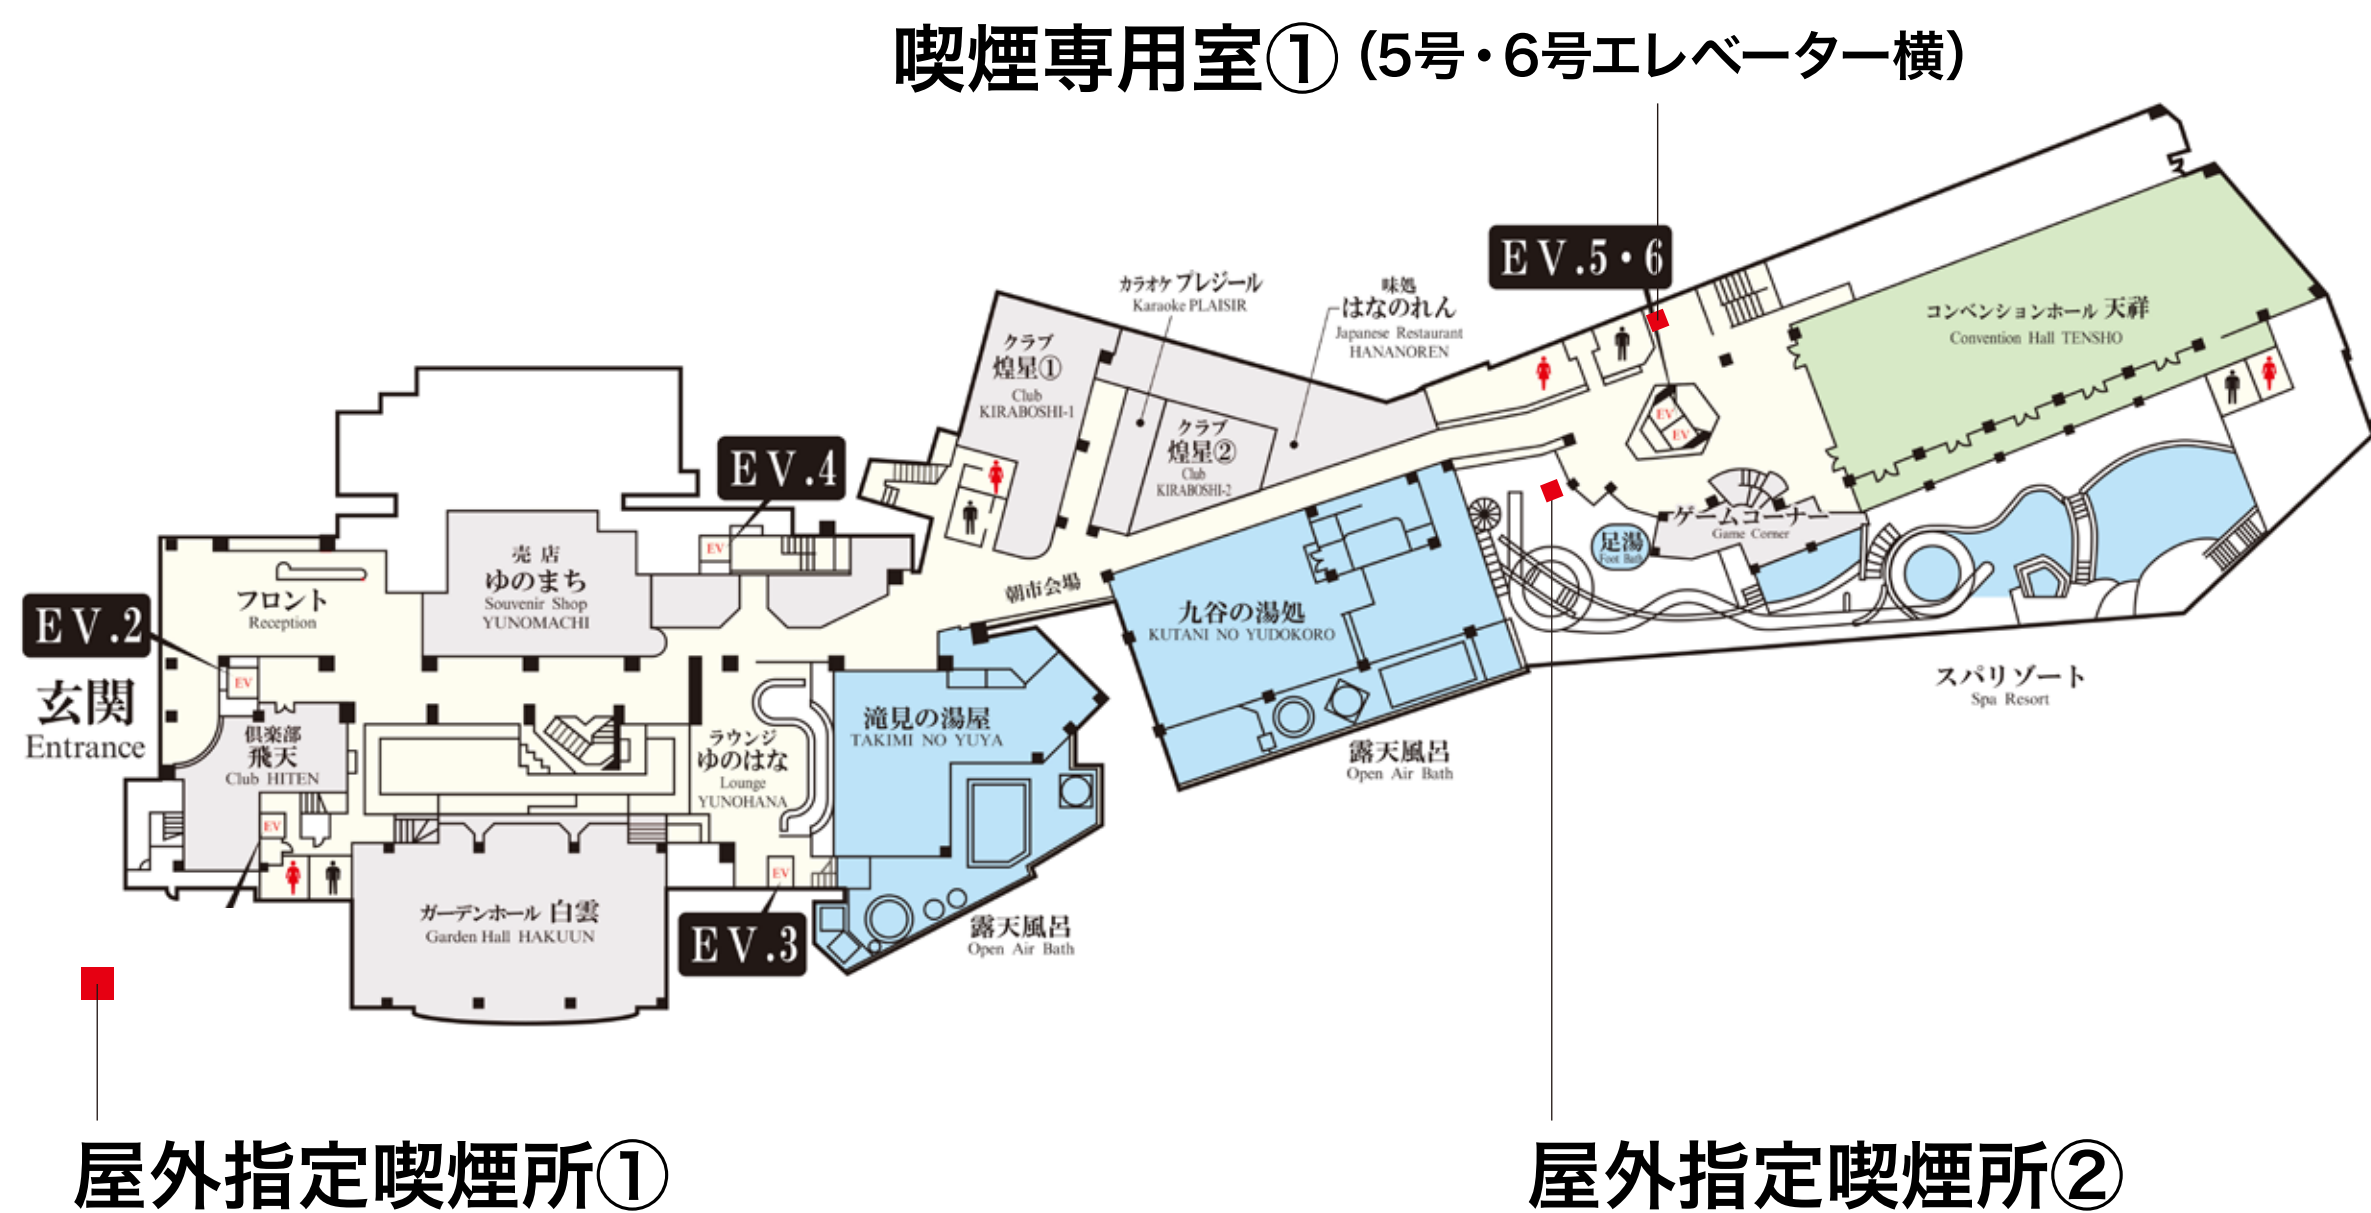 喫煙専用室①（5号・6号エレベーター横）
EV.5・6
カラオケ プレジール
Karaoke PLAISIR
味処
はなのれん
Japanese Restaurant
HANANOREN
コンベンションホール 天祥
Convention Hall TENSHO
クラブ
煌星①
Club
KIRABOSHI-1
クラブ
煌星②
Club
KIRABOSHI-2
EV
EV
EV.4
EV
売店
ゆのまち
Souvenir Shop
YUNOMACHI
フロント
Reception
EV.2
EV
玄関
Entrance
朝市会場
九谷の湯処
KUTANI NO YUDOKORO
足湯
Foot Bath
ゲームコーナー
Game Corner
スパリゾート
Spa Resort
倶楽部
飛天
Club HITEN
EV
ラウンジ
ゆのはな
Lounge
YUNOHANA
滝見の湯屋
TAKIMI NO YUYA
露天風呂
Open Air Bath
EV
EV.3
ガーデンホール 白雲
Garden Hall HAKUUN
露天風呂
Open Air Bath
屋外指定喫煙所①
屋外指定喫煙所②